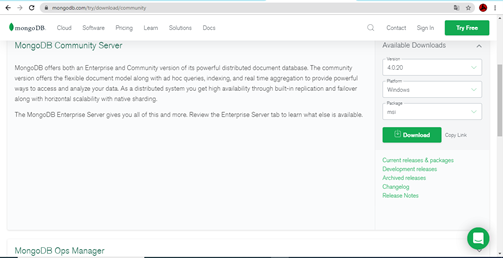 mongodb.com/try/download/community
mongoDB.
Cloud Software Pricing Learn Solutions Docs
Contact Sign In Try Free
MongoDB Community Server
MongoDB offers both an Enterprise and Community version of its powerful distributed document database. The community
version offers the flexible document model along with ad hoc queries, indexing, and real time aggregation to provide powerful
ways to access and analyze your data. As a distributed system you get high availability through built-in replication and failover
along with horizontal scalability with native sharding.
The MongoDB Enterprise Server gives you all of this and more. Review the Enterprise Server tab to learn what else is available.
Available Downloads
Version
4.0.20
Platform
Windows
Package
msi
Download Copy Link
Current releases & packages
Development releases
Archived releases
Changelog
Release Notes
MongoDB Ops Manager